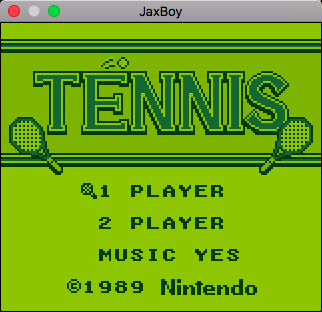 JaxBoy
TENNIS
1 PLAYER
2 PLAYER
MUSIC YES
©1989 Nintendo